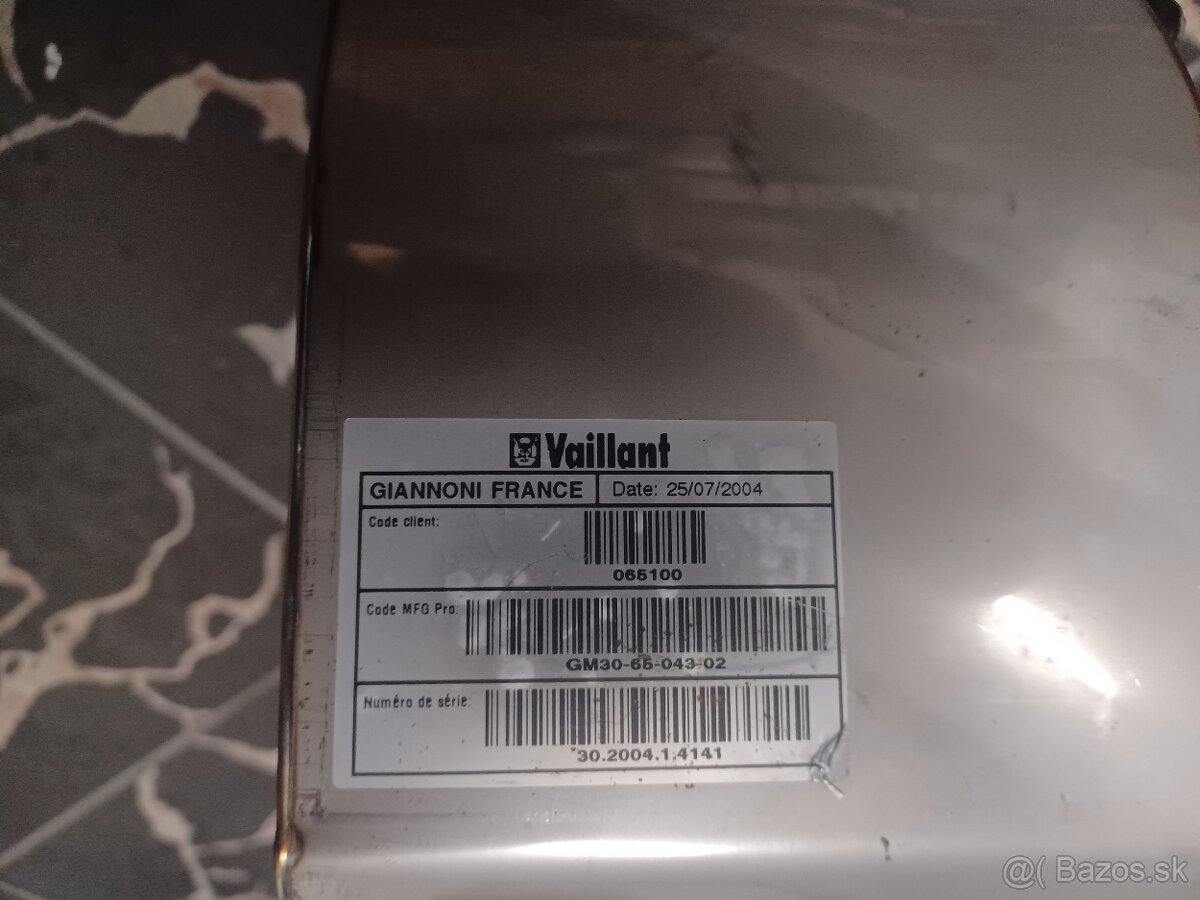 Vaillant
GIANNONI FRANCE Date: 25/07/2004
Code client:
065100
Code MFG Pro:
GM30-65-043-02
Numéro de série:
*30.2004.1.4141
@( Bazos.sk